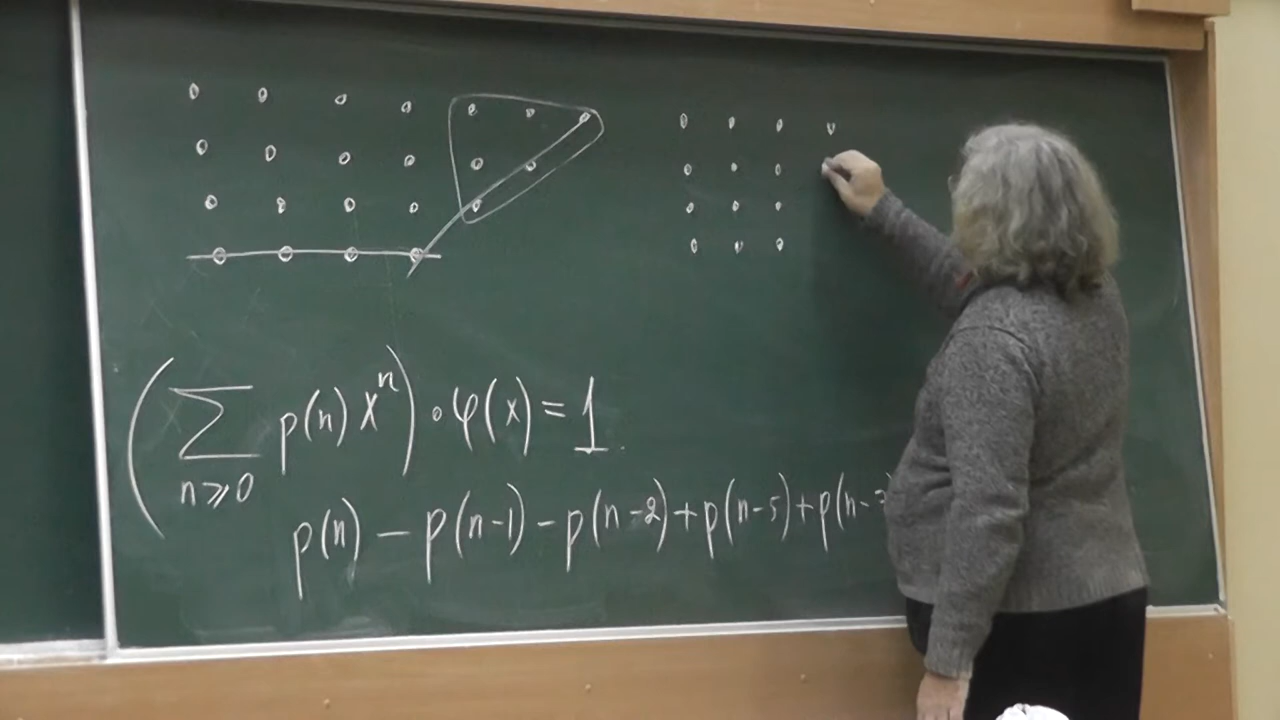 (∑ p(n) xⁿ) ∘ φ(x) = 1
n ⩾ 0
p(n) − p(n-1) − p(n-2) + p(n-5) + p(n-